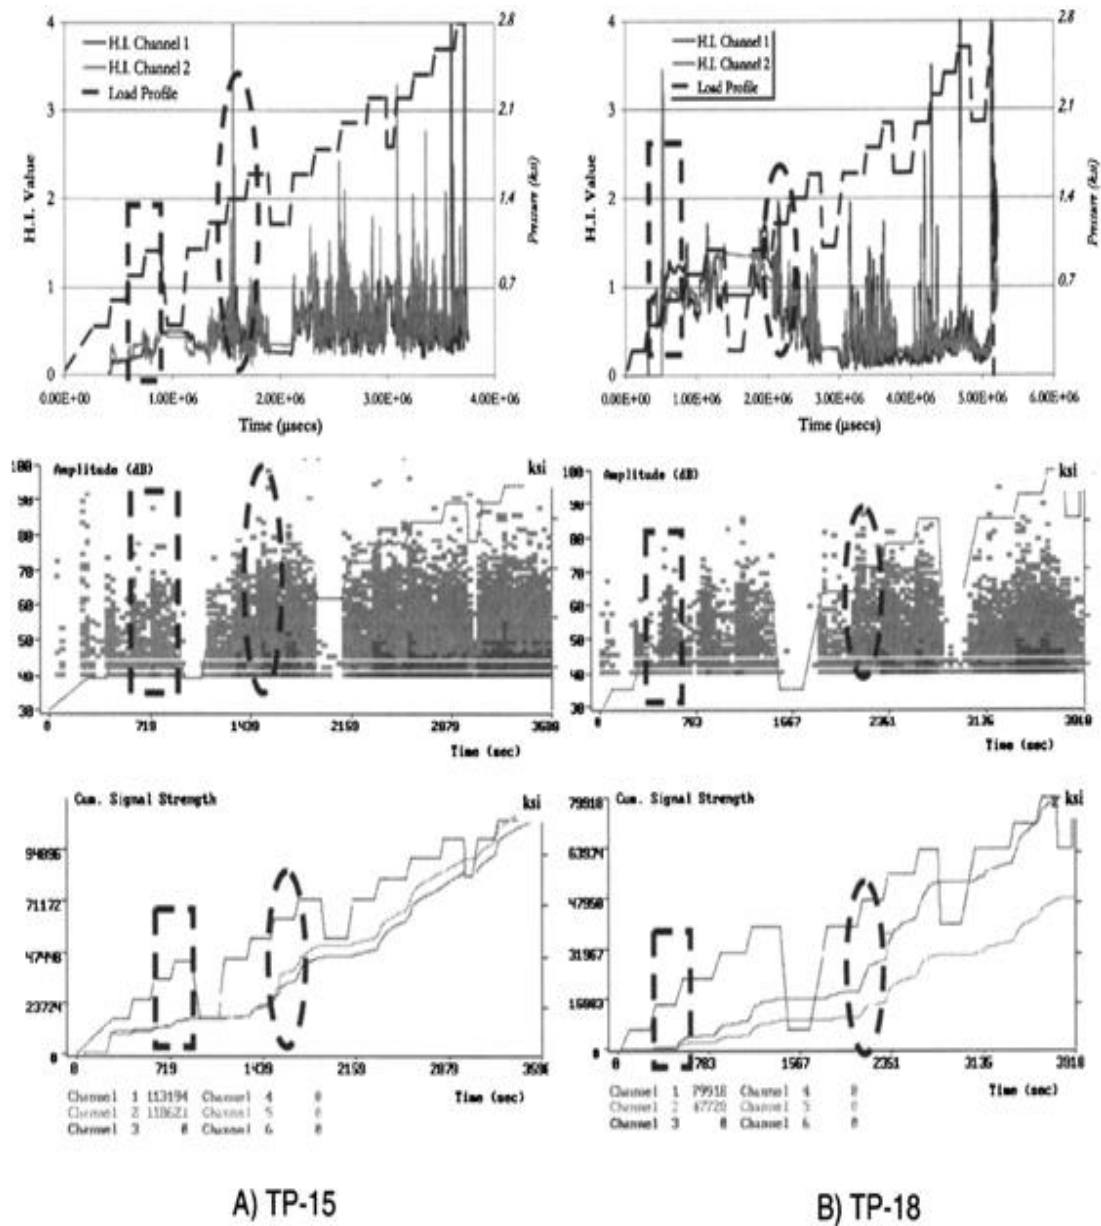 4
3
2
1
0
H.I. Value
H.I. Channel 1
H.I. Channel 2
Load Profile
2.8
2.1
1.4
0.7
Pressure (ksi)
0.00E+00 1.00E+06 2.00E+06 3.00E+06 4.00E+06
Time (µsecs)
4
3
2
1
0
H.I. Value
H.I. Channel 1
H.I. Channel 2
Load Profile
2.8
2.1
1.4
0.7
Pressure (ksi)
0.00E+00 1.00E+06 2.00E+06 3.00E+06 4.00E+06 5.00E+06 6.00E+06
Time (µsecs)
Amplitude (dB)
ksi
100
90
80
70
60
50
40
30
0 719 1439 2159 2879
Time (sec)
Amplitude (dB)
ksi
100
90
80
70
60
50
40
30
0 783 1567 2351 3135
Time (sec)
Cum. Signal Strength
ksi
94896
71172
47448
23724
0
0 719 1439 2159 2879
Time (sec)
Channel 1 113194 Channel 4 0
Channel 2 Channel 5 0
Channel 3 0 Channel 6 0
Cum. Signal Strength
ksi
79918
63934
47950
31967
15983
0
0 783 1567 2351 3135
Time (sec)
Channel 1 79918 Channel 4 0
Channel 2 Channel 5 0
Channel 3 0 Channel 6 0
A) TP-15
B) TP-18